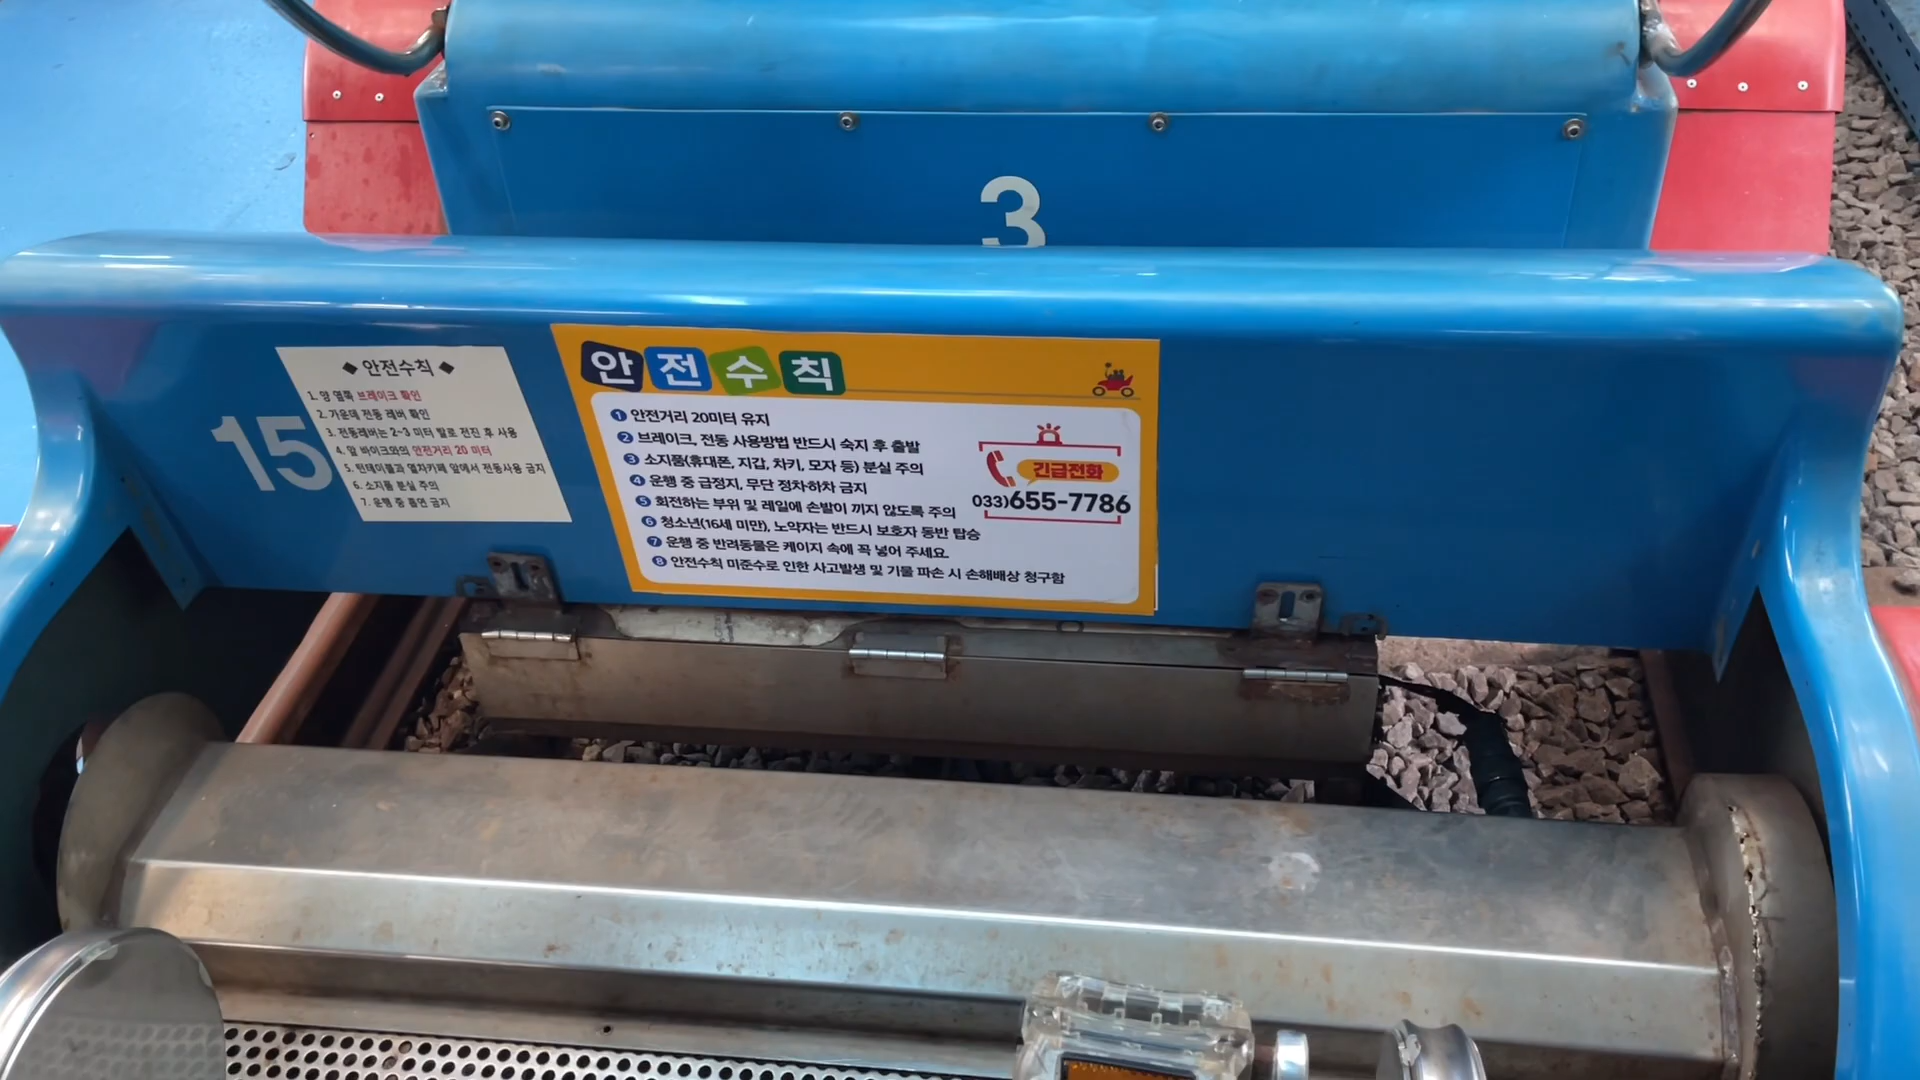 3
15
◆ 안전수칙 ◆
1. 양 옆쪽 브레이크 확인
2. 가운데 전동 레버 확인
3. 전동레버는 2~3 미터 발로 전진 후 사용
4. 앞 바이크와의 안전거리 20 미터
5. 턴테이블과 열차카페 앞에서 전동사용 금지
6. 소지품 분실 주의
7. 운행 중 흡연 금지
안전수칙
1 안전거리 20미터 유지
2 브레이크, 전동 사용방법 반드시 숙지 후 출발
3 소지품(휴대폰, 지갑, 차키, 모자 등) 분실 주의
4 운행 중 급정지, 무단 정차·하차 금지
5 회전하는 부위 및 레일에 손발이 끼지 않도록 주의
6 청소년(16세 미만), 노약자는 반드시 보호자 동반 탑승
7 운행 중 반려동물은 케이지 속에 꼭 넣어 주세요.
8 안전수칙 미준수로 인한 사고발생 및 기물 파손 시 손해배상 청구함
긴급전화
033)655-7786